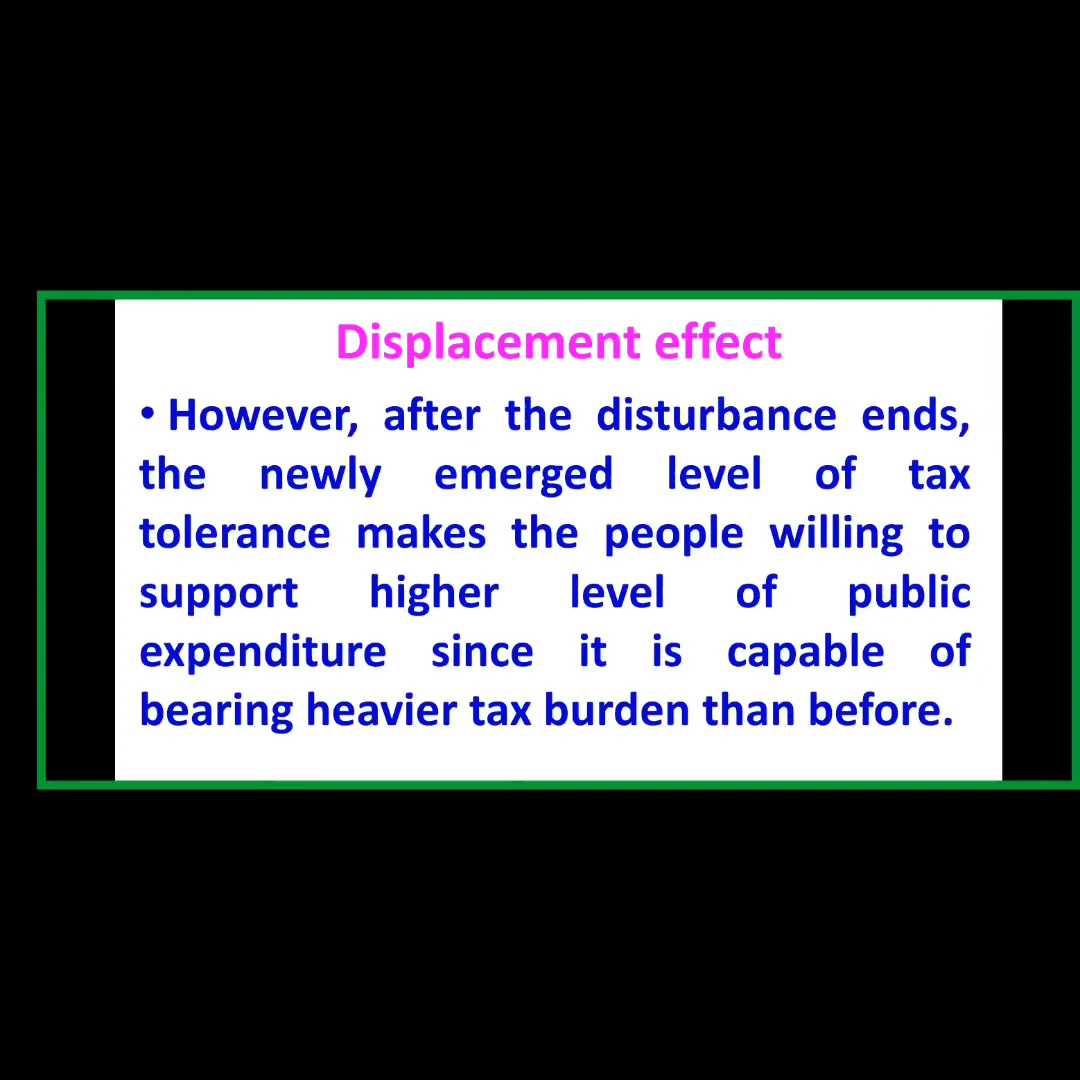 Displacement effect
• However, after the disturbance ends,
the newly emerged level of tax
tolerance makes the people willing to
support higher level of public
expenditure since it is capable of
bearing heavier tax burden than before.